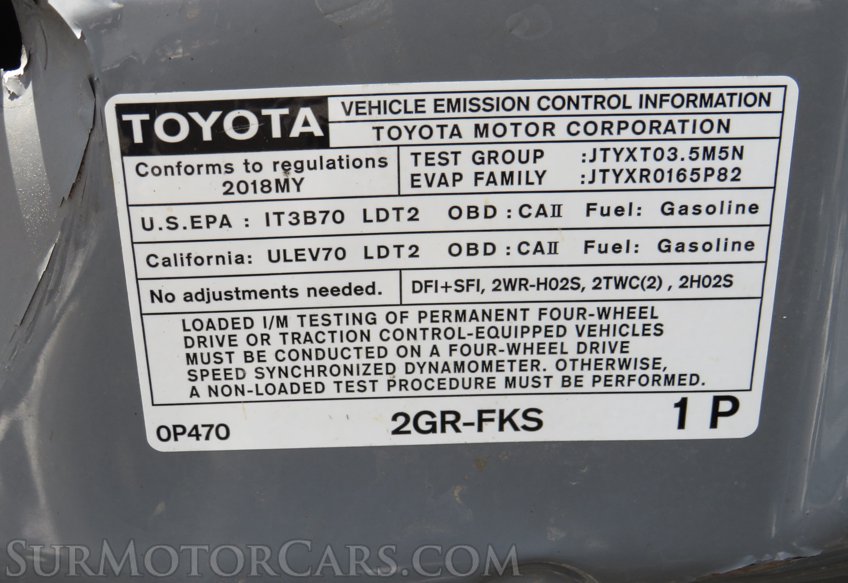 TOYOTA
VEHICLE EMISSION CONTROL INFORMATION
TOYOTA MOTOR CORPORATION
Conforms to regulations
2018MY
TEST GROUP :JTYXT03.5M5N
EVAP FAMILY :JTYXR0165P82
U.S.EPA : IT3B70 LDT2 OBD : CAII Fuel: Gasoline
California: ULEV70 LDT2 OBD : CAII Fuel: Gasoline
No adjustments needed.
DFI+SFI, 2WR-HO2S, 2TWC(2) , 2HO2S
LOADED I/M TESTING OF PERMANENT FOUR-WHEEL
DRIVE OR TRACTION CONTROL-EQUIPPED VEHICLES
MUST BE CONDUCTED ON A FOUR-WHEEL DRIVE
SPEED SYNCHRONIZED DYNAMOMETER. OTHERWISE,
A NON-LOADED TEST PROCEDURE MUST BE PERFORMED.
0P470
2GR-FKS
1 P
SURMOTORCARS.COM